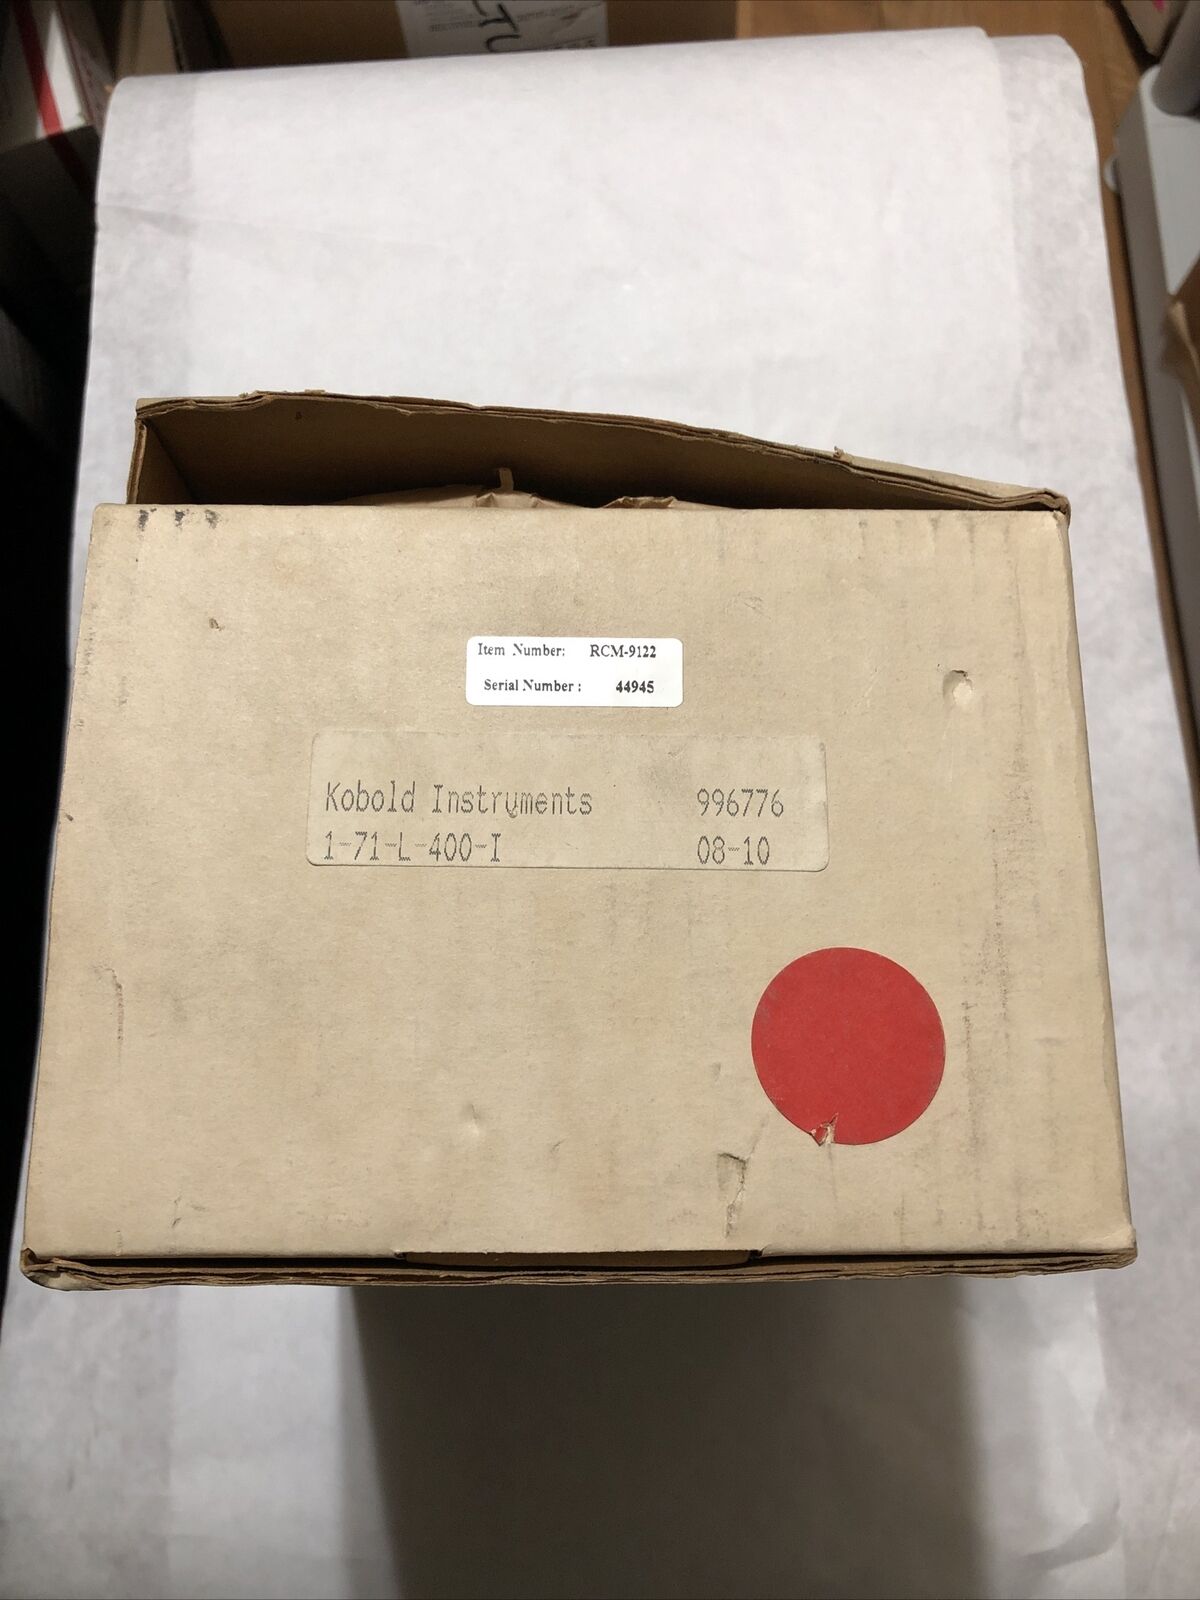 Item Number: RCM-9122
Serial Number: 44945
Kobold Instruments 996776
1-71-L-400-I 08-10